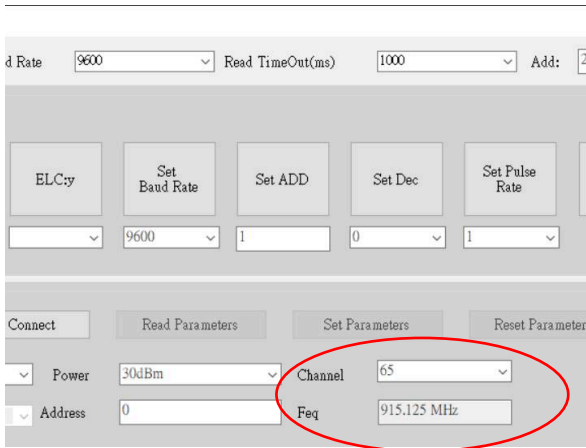 d Rate 9600 Read TimeOut(ms) 1000 Add: 2
ELC:y Set Baud Rate Set ADD Set Dec Set Pulse Rate
9600 1 0 1
Connect Read Parameters Set Parameters Reset Parameter
Power 30dBm Channel 65
Address 0 Feq 915.125 MHz